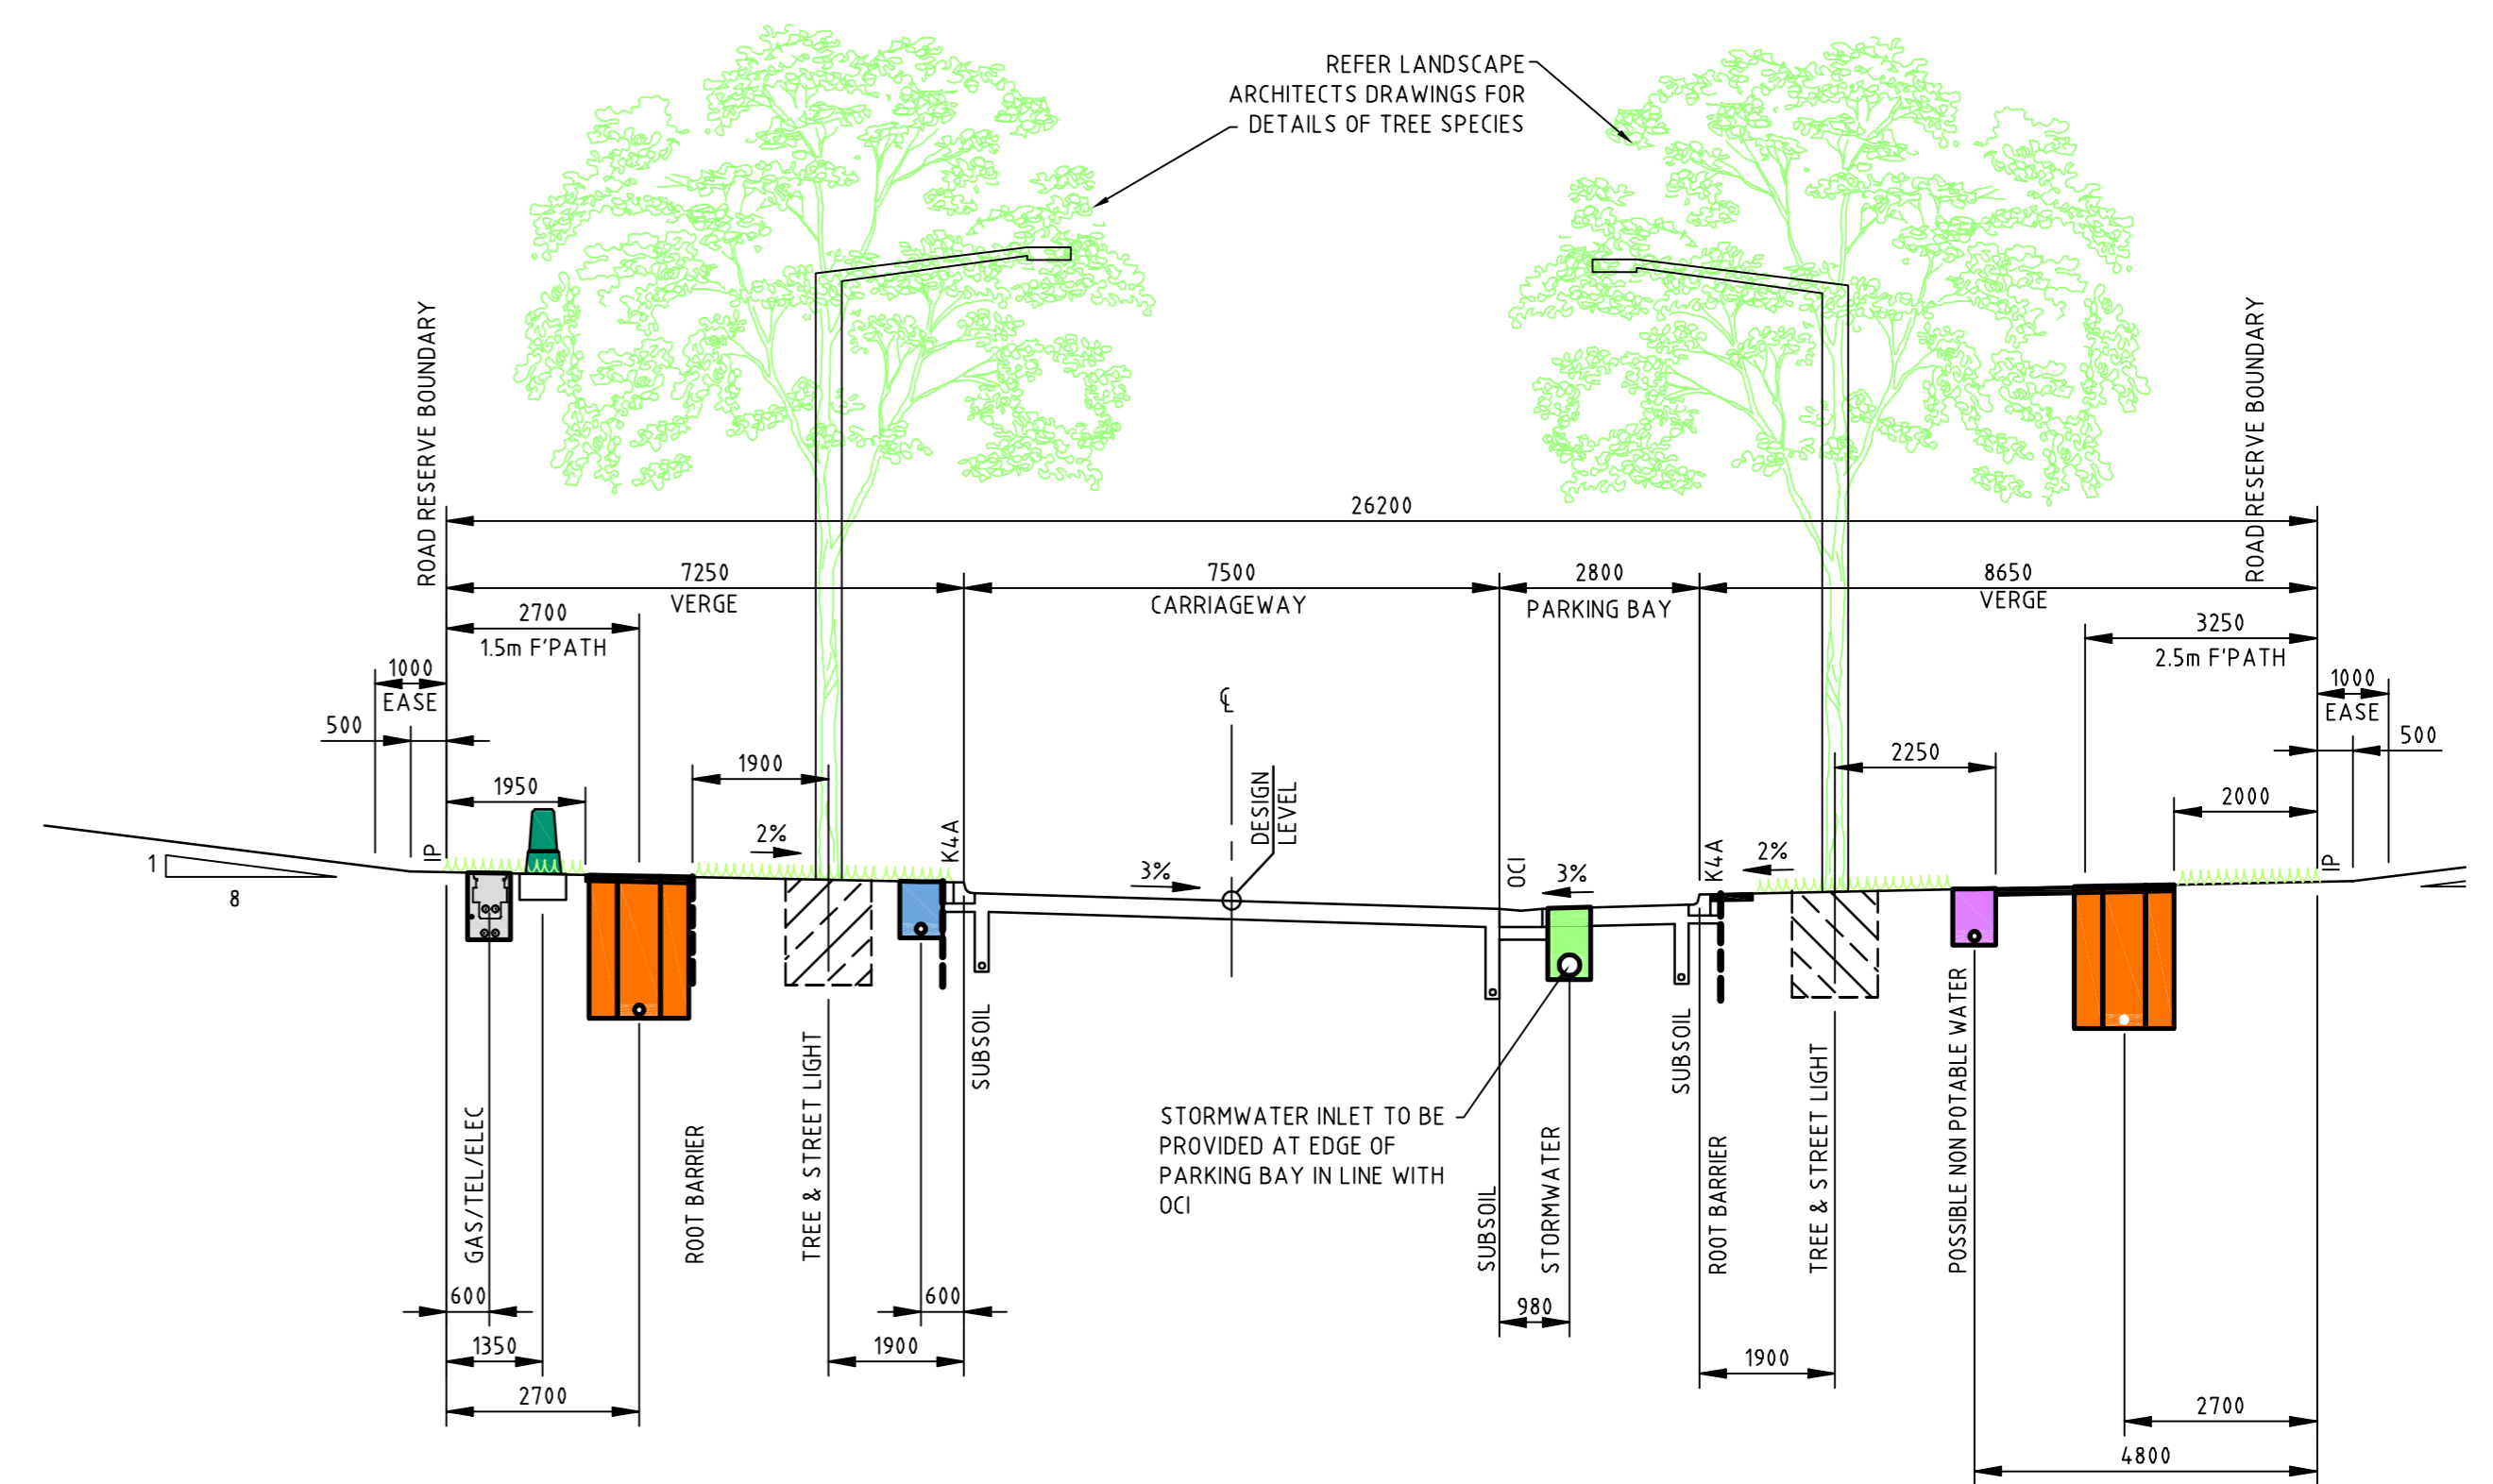 REFER LANDSCAPE
ARCHITECTS DRAWINGS FOR
DETAILS OF TREE SPECIES
ROAD RESERVE BOUNDARY
ROAD RESERVE BOUNDARY
26200
7250
VERGE
7500
CARRIAGEWAY
2800
PARKING BAY
8650
VERGE
2700
1.5m F'PATH
3250
2.5m F'PATH
1000
EASE
1000
EASE
500
500
℄
1950
1900
2250
2000
DESIGN
LEVEL
IP
2%
K4A
3%
OCI
3%
K4A
2%
IP
1
8
GAS/TEL/ELEC
ROOT BARRIER
TREE & STREET LIGHT
SUBSOIL
STORMWATER INLET TO BE
PROVIDED AT EDGE OF
PARKING BAY IN LINE WITH
OCI
SUBSOIL
STORMWATER
SUBSOIL
ROOT BARRIER
TREE & STREET LIGHT
POSSIBLE NON POTABLE WATER
600
600
980
1350
1900
1900
2700
2700
4800